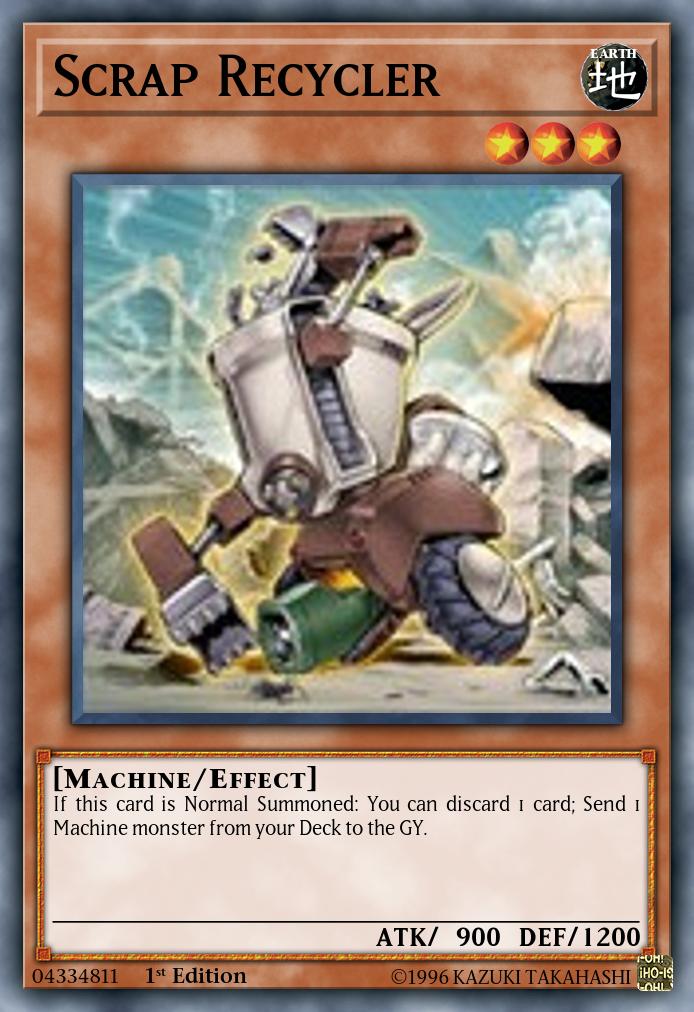 Scrap Recycler
EARTH
地
[Machine/Effect]
If this card is Normal Summoned: You can discard 1 card; Send 1
Machine monster from your Deck to the GY.
ATK/ 900 DEF/1200
04334811 1st Edition ©1996 KAZUKI TAKAHASHI